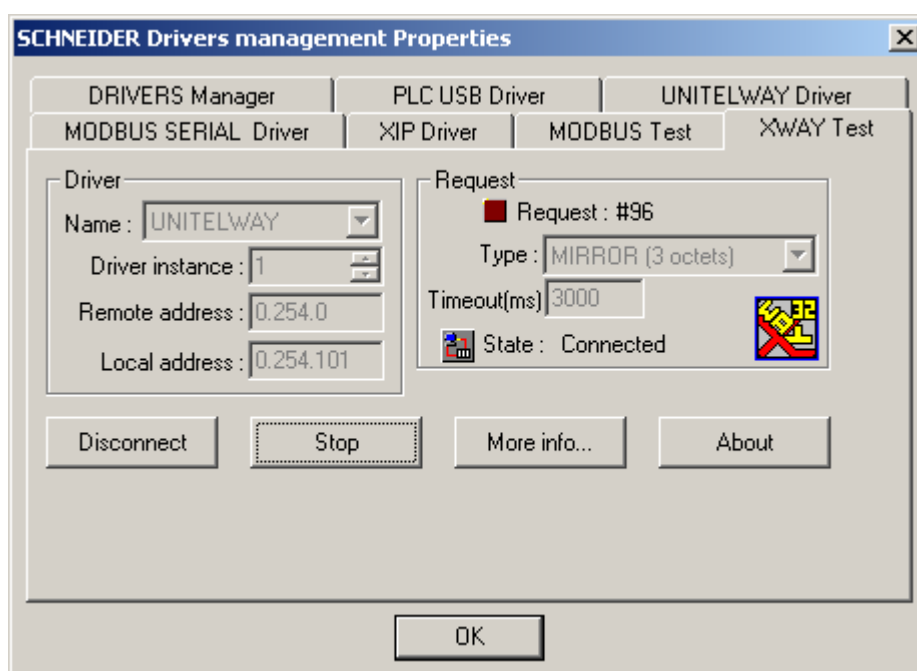 SCHNEIDER Drivers management Properties
DRIVERS Manager PLC USB Driver UNITELWAY Driver
MODBUS SERIAL Driver XIP Driver MODBUS Test XWAY Test
Driver
Name : UNITELWAY
Driver instance : 1
Remote address : 0.254.0
Local address : 0.254.101
Request
Request : #96
Type : MIRROR (3 octets)
Timeout(ms) 3000
State : Connected
Disconnect Stop More info... About
OK